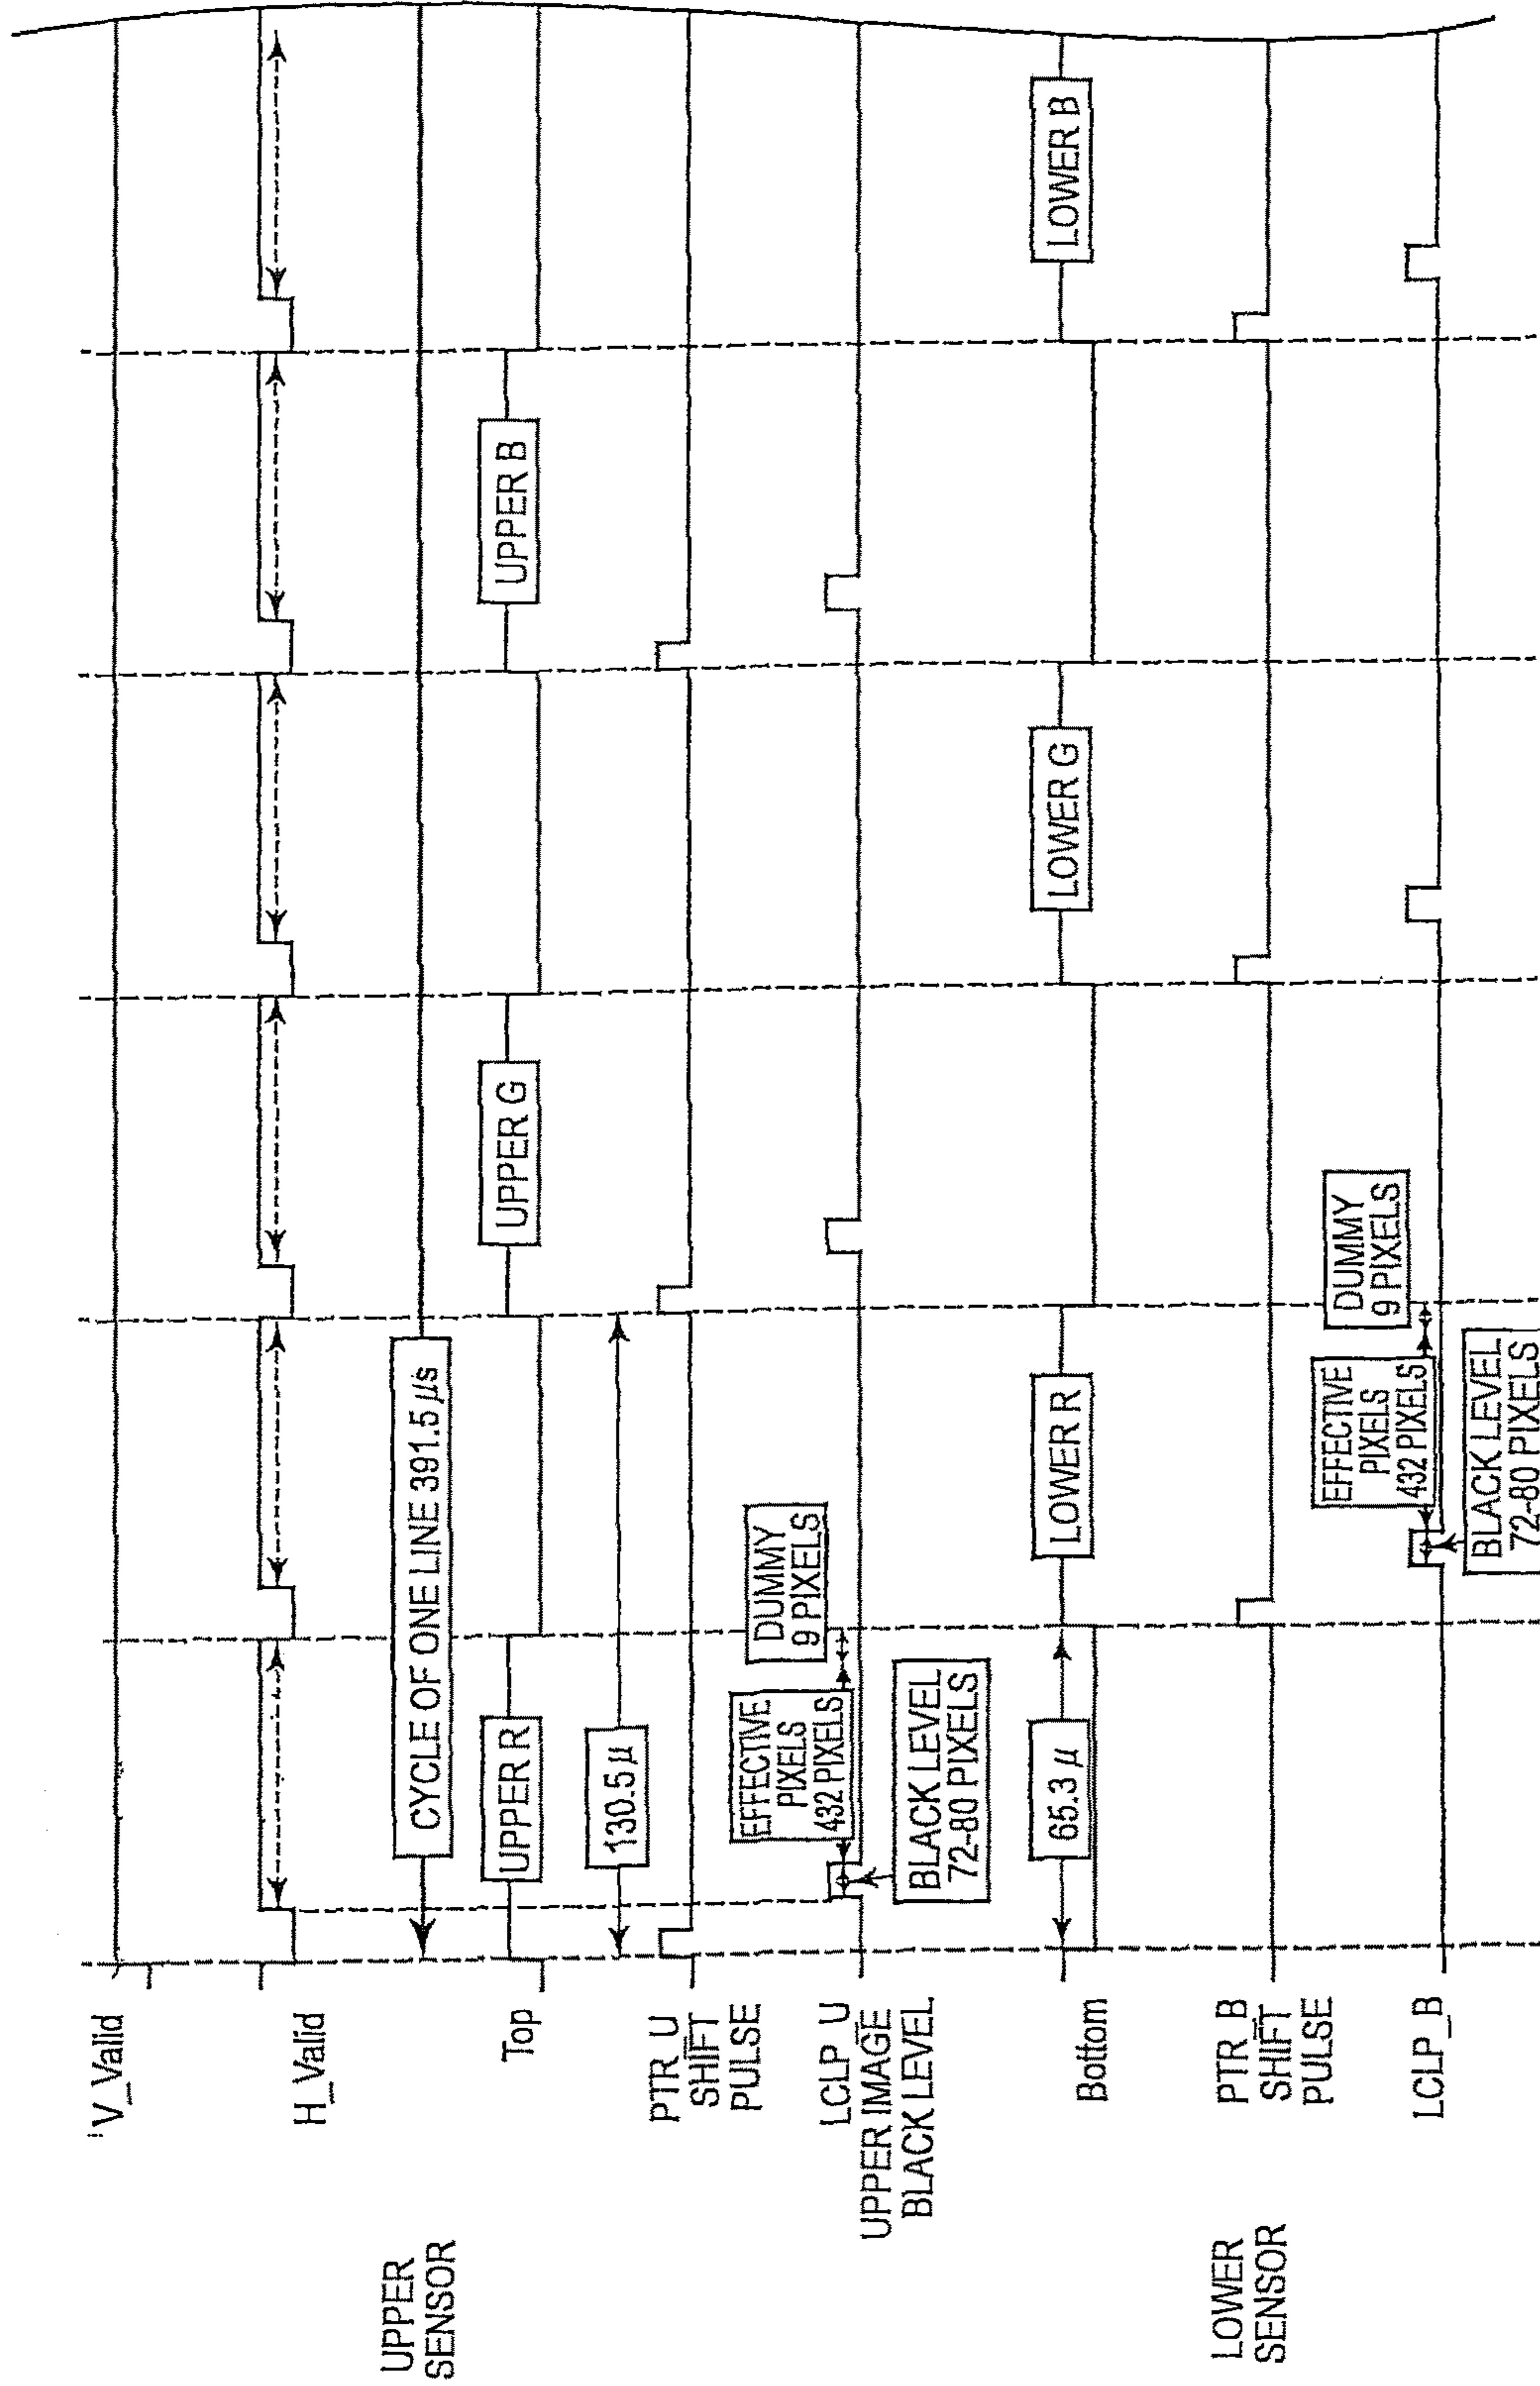 V_Valid
H_Valid
UPPER
SENSOR
CYCLE OF ONE LINE 391.5 μs
Top
UPPER R
UPPER G
UPPER B
130.5 μ
PTR_U
SHIFT
PULSE
LCLP_U
UPPER IMAGE
BLACK LEVEL
EFFECTIVE
PIXELS
432 PIXELS
DUMMY
9 PIXELS
BLACK LEVEL
72-80 PIXELS
Bottom
65.3 μ
LOWER R
LOWER G
LOWER B
LOWER
SENSOR
PTR_B
SHIFT
PULSE
LCLP_B
EFFECTIVE
PIXELS
432 PIXELS
DUMMY
9 PIXELS
BLACK LEVEL
72-80 PIXELS